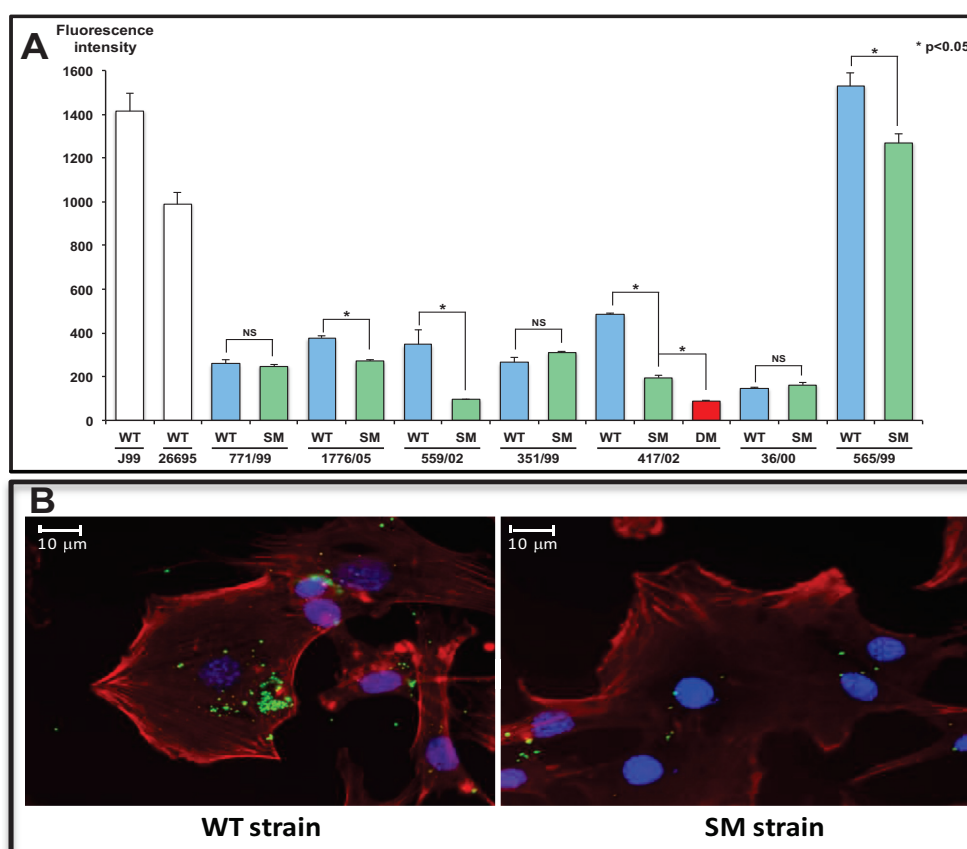 A
Fluorescence
intensity
* p<0.05
1600
1400
1200
1000
800
600
400
200
0
NS * * NS * * NS *
WT WT WT SM WT SM WT SM WT SM WT SM DM WT SM WT SM
J99 26695 771/99 1776/05 559/02 351/99 417/02 36/00 565/99
B
10 μm 10 μm
WT strain SM strain